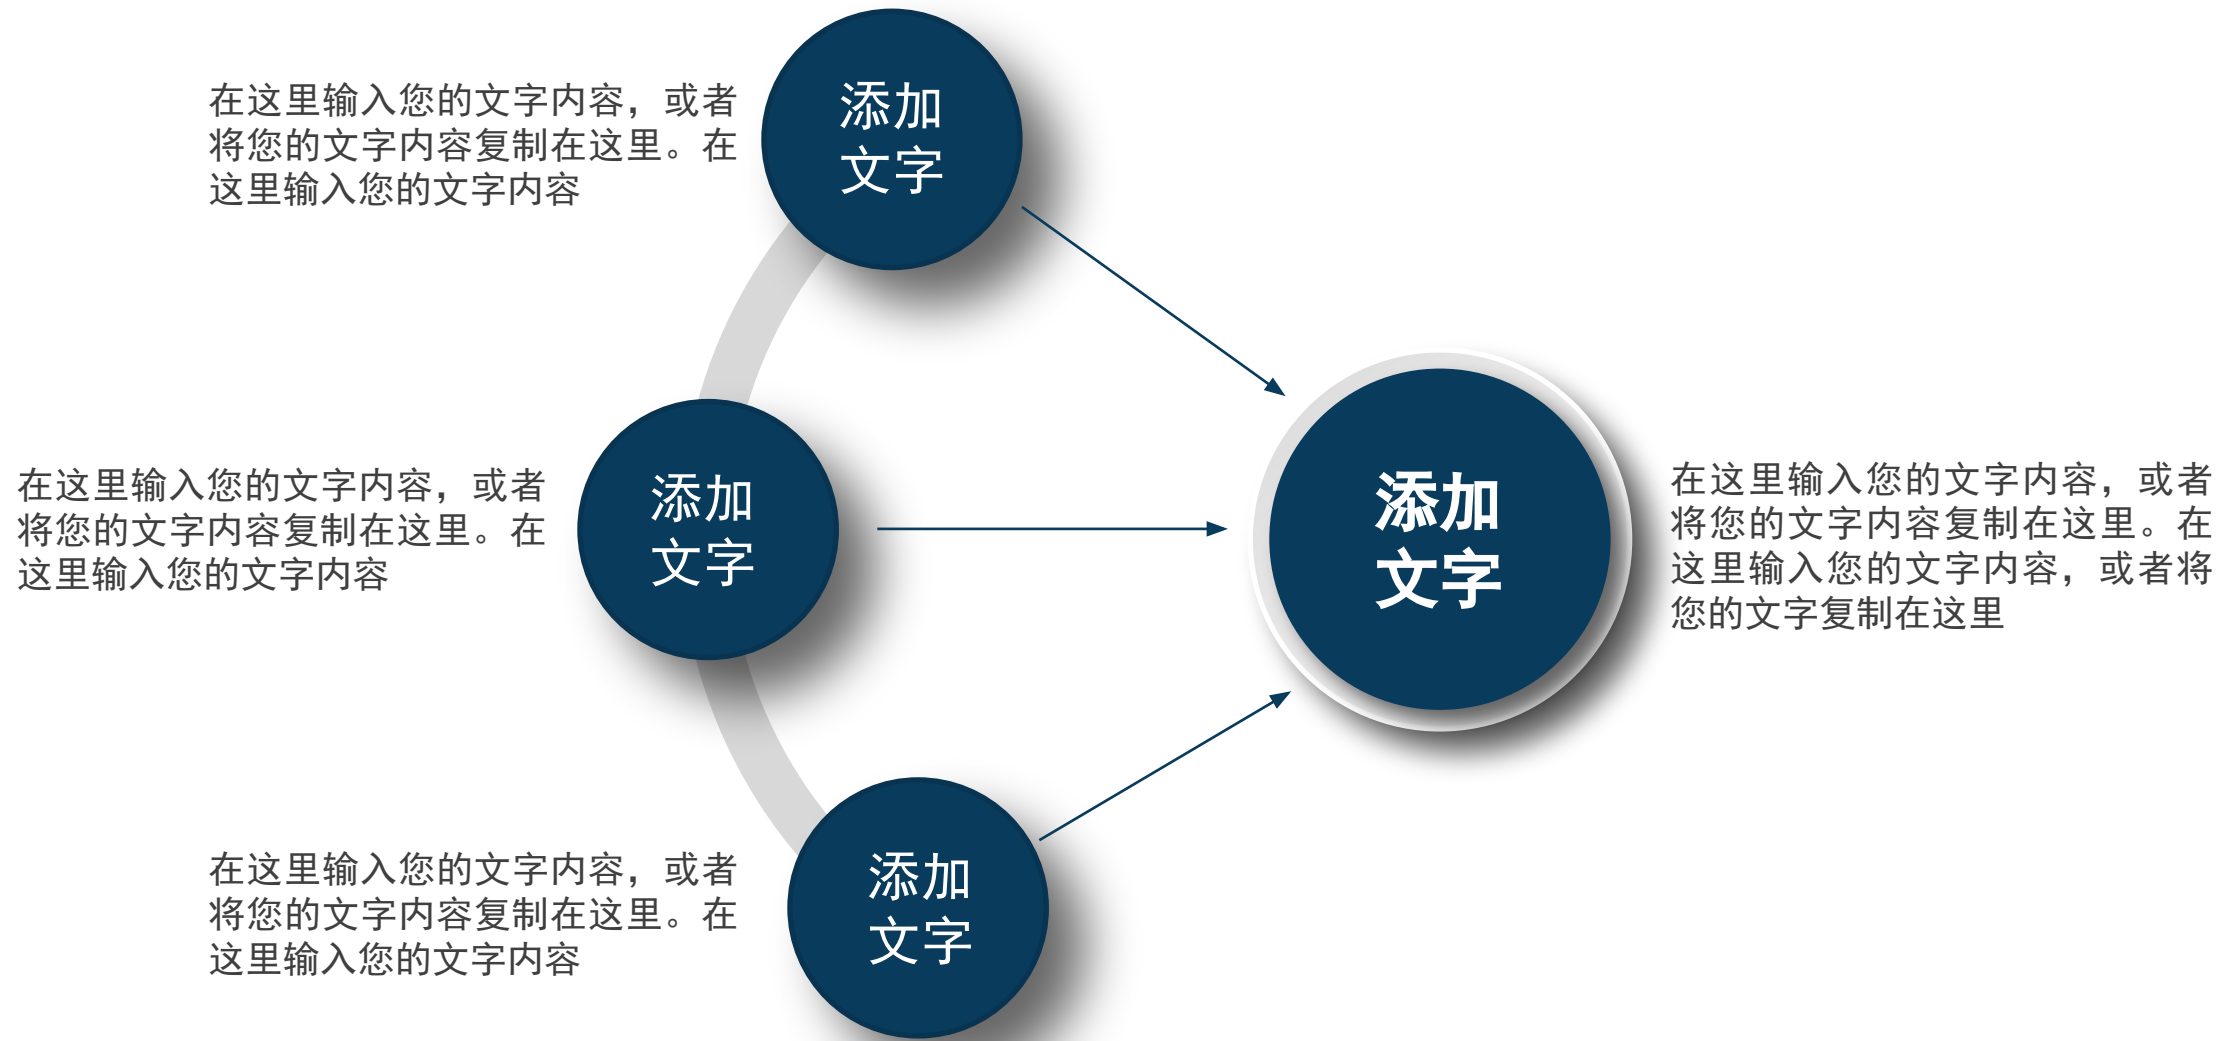 在这里输入您的文字内容，或者
将您的文字内容复制在这里。在
这里输入您的文字内容
添加
文字
在这里输入您的文字内容，或者
将您的文字内容复制在这里。在
这里输入您的文字内容
添加
文字
添加
文字
在这里输入您的文字内容，或者
将您的文字内容复制在这里。在
这里输入您的文字内容，或者将
您的文字复制在这里
在这里输入您的文字内容，或者
将您的文字内容复制在这里。在
这里输入您的文字内容
添加
文字